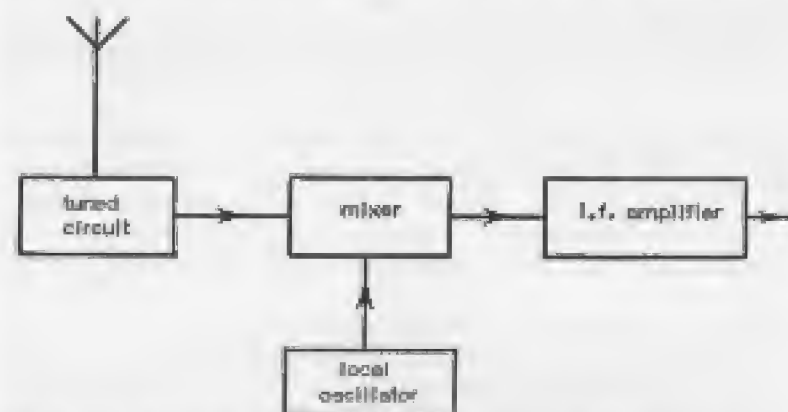 tuned
circuit
mixer
i.f. amplifier
local
oscillator